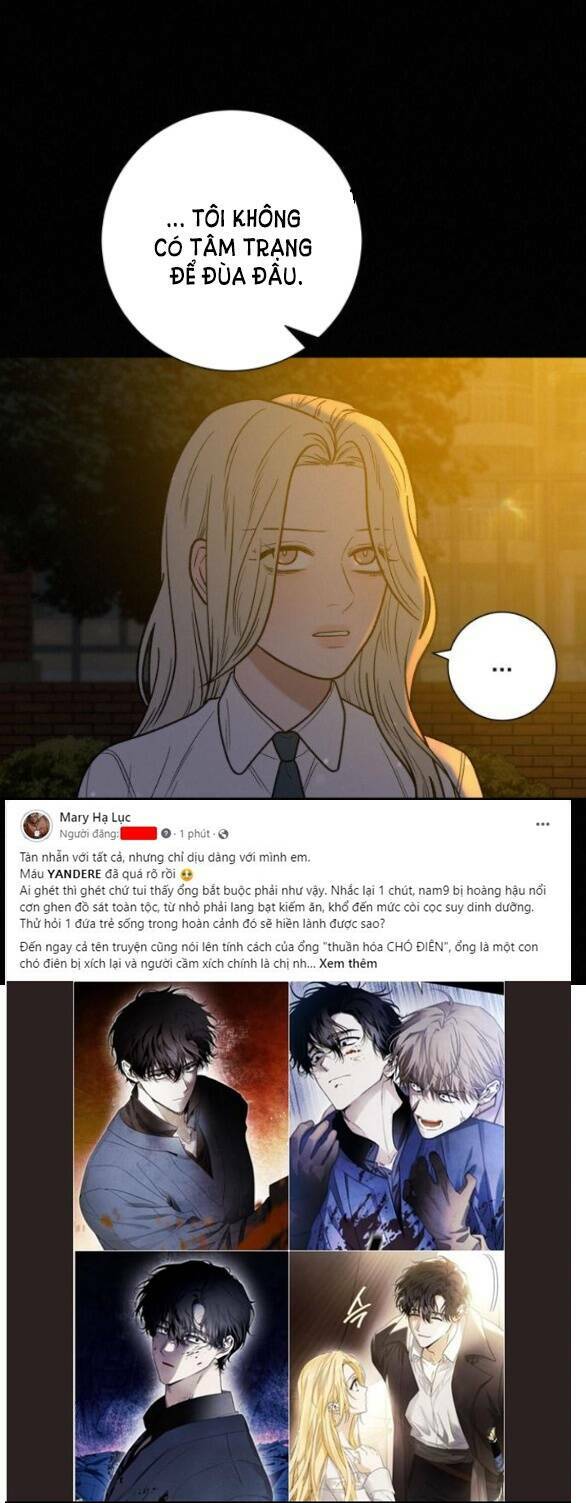 ... TÔI KHÔNG
CÓ TÂM TRẠNG
ĐỂ ĐÙA ĐÂU.
...
Mary Hạ Lục
Người đăng: · 1 phút ·
Tàn nhẫn với tất cả, nhưng chỉ dịu dàng với mình em.
Máu YANDERE đã quá rõ rồi 🥹
Ai ghét thì ghét chứ tui thấy ổng bắt buộc phải như vậy. Nhắc lại 1 chút, nam9 bị hoàng hậu nổi
cơn ghen đồ sát toàn tộc, từ nhỏ phải lang bạt kiếm ăn, khổ đến mức còi cọc suy dinh dưỡng.
Thử hỏi 1 đứa trẻ sống trong hoàn cảnh đó sẽ hiền lành được sao?
Đến ngay cả tên truyện cũng nói lên tính cách của ổng "thuần hóa CHÓ ĐIÊN", ổng là một con
chó điên bị xích lại và người cầm xích chính là chị nh... Xem thêm